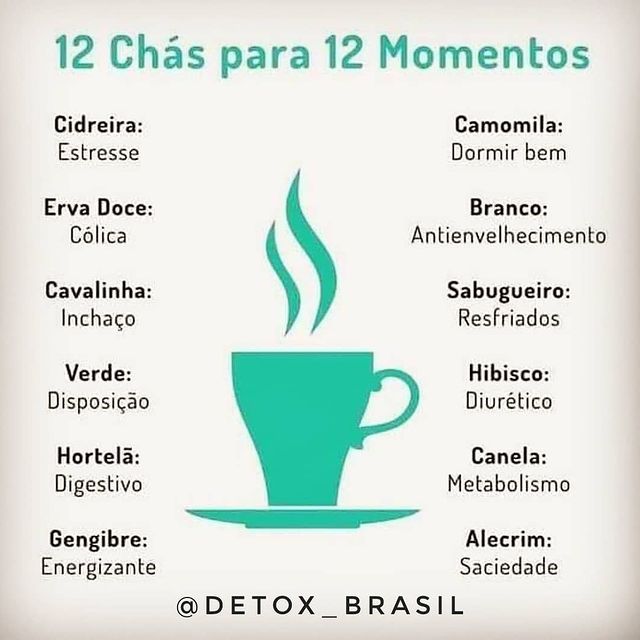 12 Chás para 12 Momentos
Cidreira:
Estresse
Erva Doce:
Cólica
Cavalinha:
Inchaço
Verde:
Disposição
Hortelã:
Digestivo
Gengibre:
Energizante
Camomila:
Dormir bem
Branco:
Antienvelhecimento
Sabugueiro:
Resfriados
Hibisco:
Diurético
Canela:
Metabolismo
Alecrim:
Saciedade
@DETOX_BRASIL